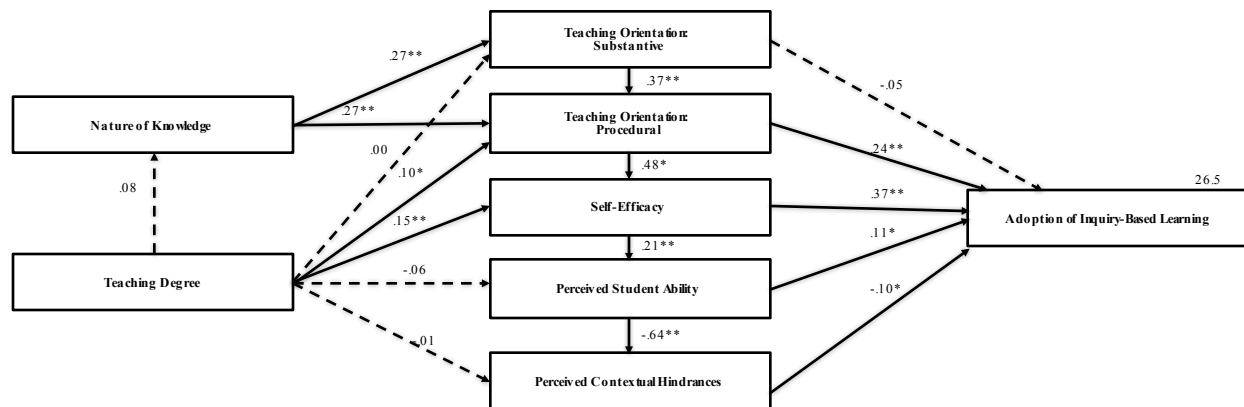 Teaching Orientation:
Substantive
.27**
.37**
-.05
Nature of Knowledge
.27**
Teaching Orientation:
Procedural
.00
.24**
.08
.10*
.48*
26.5
.15**
Self-Efficacy
.37**
Adoption of Inquiry-Based Learning
.21**
.11*
Teaching Degree
-.06
Perceived Student Ability
-.10*
-.01
-.64**
Perceived Contextual Hindrances